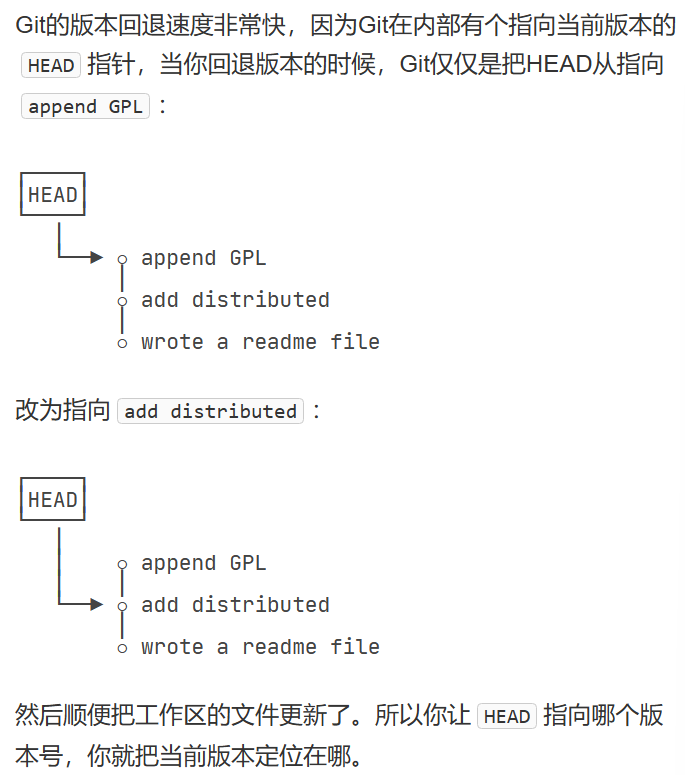 Git的版本回退速度非常快，因为Git在内部有个指向当前版本的
HEAD 指针，当你回退版本的时候，Git仅仅是把HEAD从指向
append GPL ：
HEAD
append GPL
add distributed
wrote a readme file
改为指向 add distributed ：
HEAD
append GPL
add distributed
wrote a readme file
然后顺便把工作区的文件更新了。所以你让 HEAD 指向哪个版
本号，你就把当前版本定位在哪。